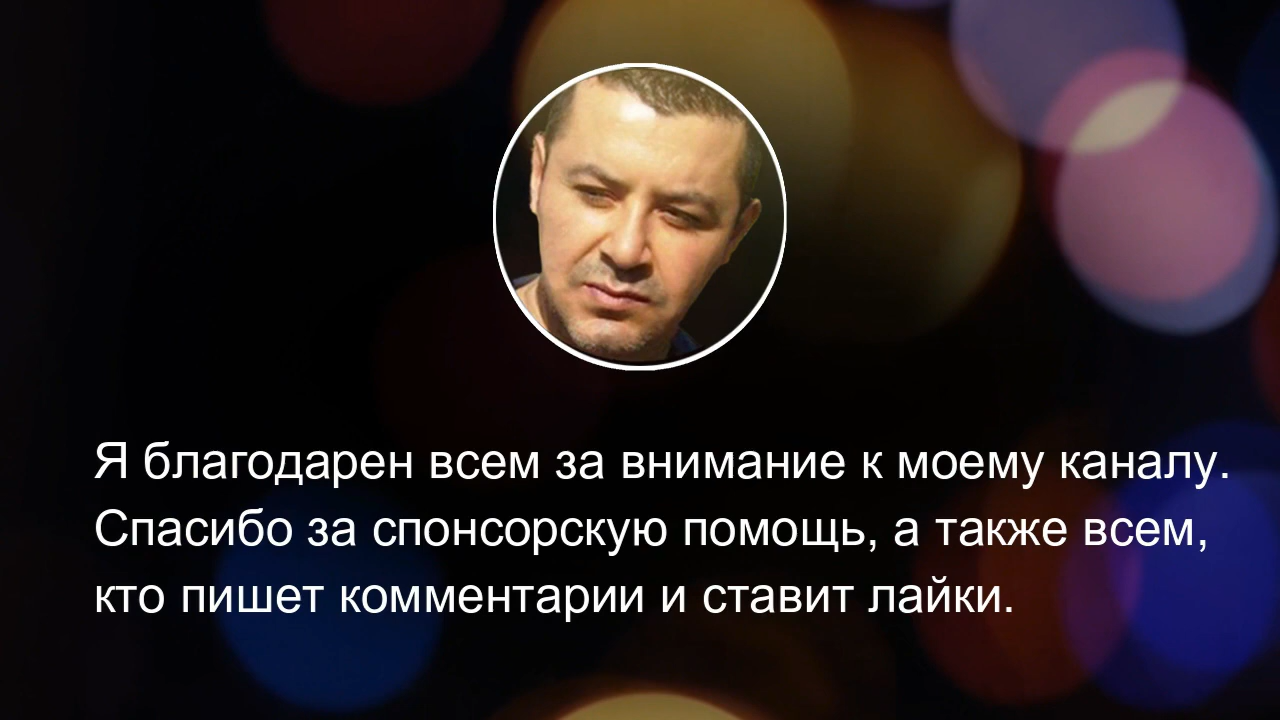 Я благодарен всем за внимание к моему каналу.
Спасибо за спонсорскую помощь, а также всем,
кто пишет комментарии и ставит лайки.